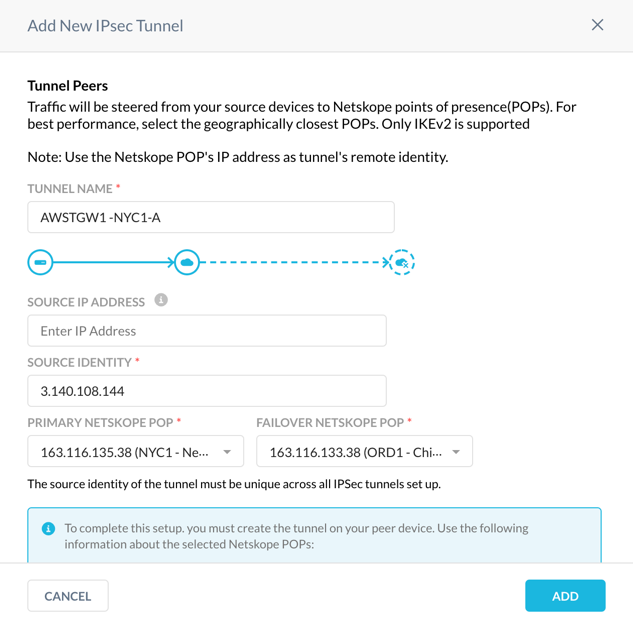 Add New IPsec Tunnel
Tunnel Peers
Traffic will be steered from your source devices to Netskope points of presence(POPs). For
best performance, select the geographically closest POPs. Only IKEv2 is supported
Note: Use the Netskope POP's IP address as tunnel's remote identity.
TUNNEL NAME *
AWSTGW1 -NYC1-A
SOURCE IP ADDRESS
Enter IP Address
SOURCE IDENTITY *
3.140.108.144
PRIMARY NETSKOPE POP * FAILOVER NETSKOPE POP *
163.116.135.38 (NYC1 - Ne... 163.116.133.38 (ORD1 - Chi...
The source identity of the tunnel must be unique across all IPSec tunnels set up.
To complete this setup, you must create the tunnel on your peer device. Use the following
information about the selected Netskope POPs:
CANCEL ADD